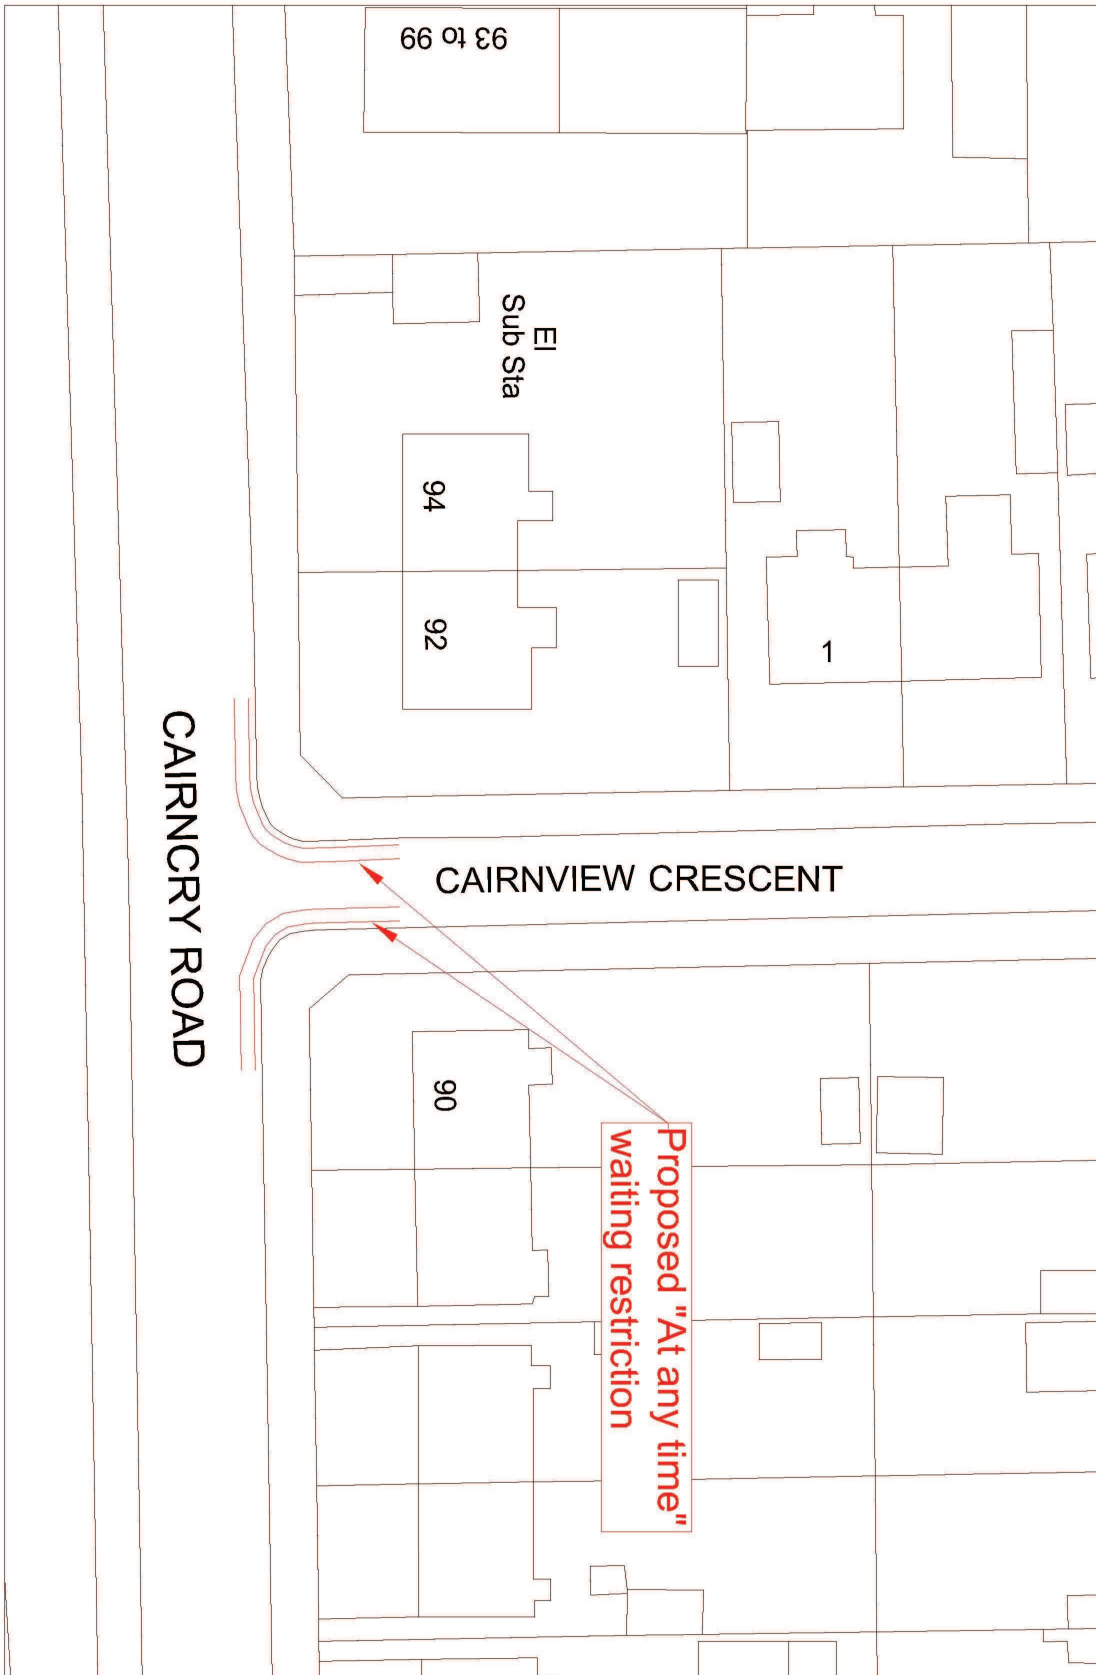 93 to 99
El
Sub Sta
94
92
1
CAIRNCRY ROAD
CAIRNVIEW CRESCENT
90
Proposed "At any time"
waiting restriction